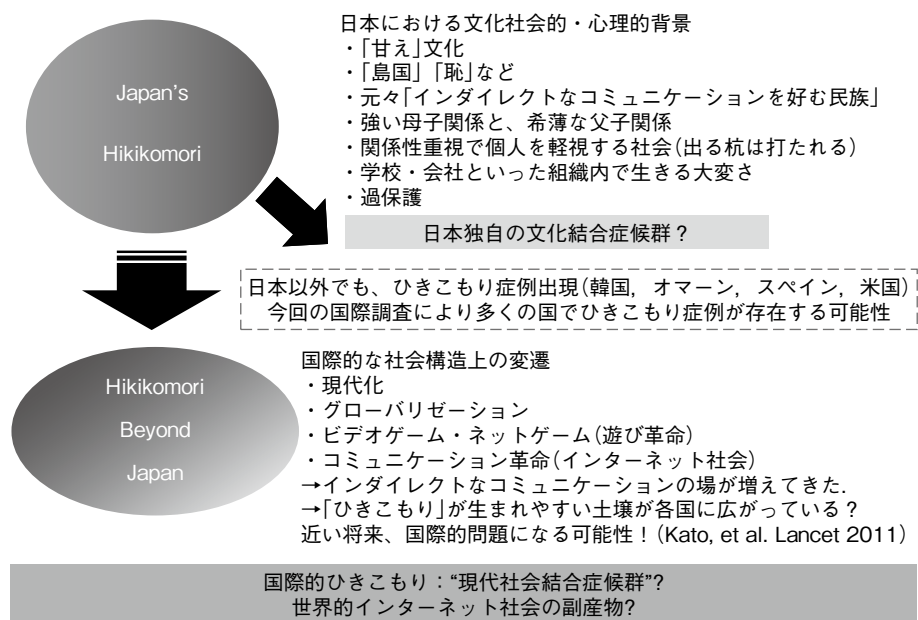 Japan's
Hikikomori
日本における文化社会的・心理的背景
・「甘え」文化
・「島国」「恥」など
・元々「インダイレクトなコミュニケーションを好む民族」
・強い母子関係と、希薄な父子関係
・関係性重視で個人を軽視する社会(出る杭は打たれる)
・学校・会社といった組織内で生きる大変さ
・過保護
日本独自の文化結合症候群？
日本以外でも、ひきこもり症例出現(韓国，オマーン，スペイン，米国)
今回の国際調査により多くの国でひきこもり症例が存在する可能性
Hikikomori
Beyond
Japan
国際的な社会構造上の変遷
・現代化
・グローバリゼーション
・ビデオゲーム・ネットゲーム(遊び革命)
・コミュニケーション革命(インターネット社会)
→インダイレクトなコミュニケーションの場が増えてきた.
→「ひきこもり」が生まれやすい土壌が各国に広がっている？
近い将来、国際的問題になる可能性！(Kato, et al. Lancet 2011)
国際的ひきこもり：“現代社会結合症候群”?
世界的インターネット社会の副産物?